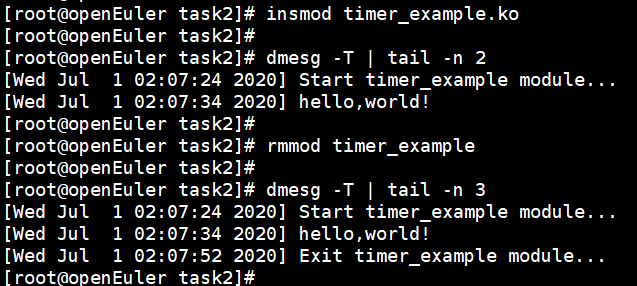 [root@openEuler task2]# insmod timer_example.ko
[root@openEuler task2]#
[root@openEuler task2]# dmesg -T | tail -n 2
[Wed Jul  1 02:07:24 2020] Start timer_example module...
[Wed Jul  1 02:07:34 2020] hello,world!
[root@openEuler task2]#
[root@openEuler task2]# rmmod timer_example
[root@openEuler task2]#
[root@openEuler task2]# dmesg -T | tail -n 3
[Wed Jul  1 02:07:24 2020] Start timer_example module...
[Wed Jul  1 02:07:34 2020] hello,world!
[Wed Jul  1 02:07:52 2020] Exit timer_example module...
[root@openEuler task2]#